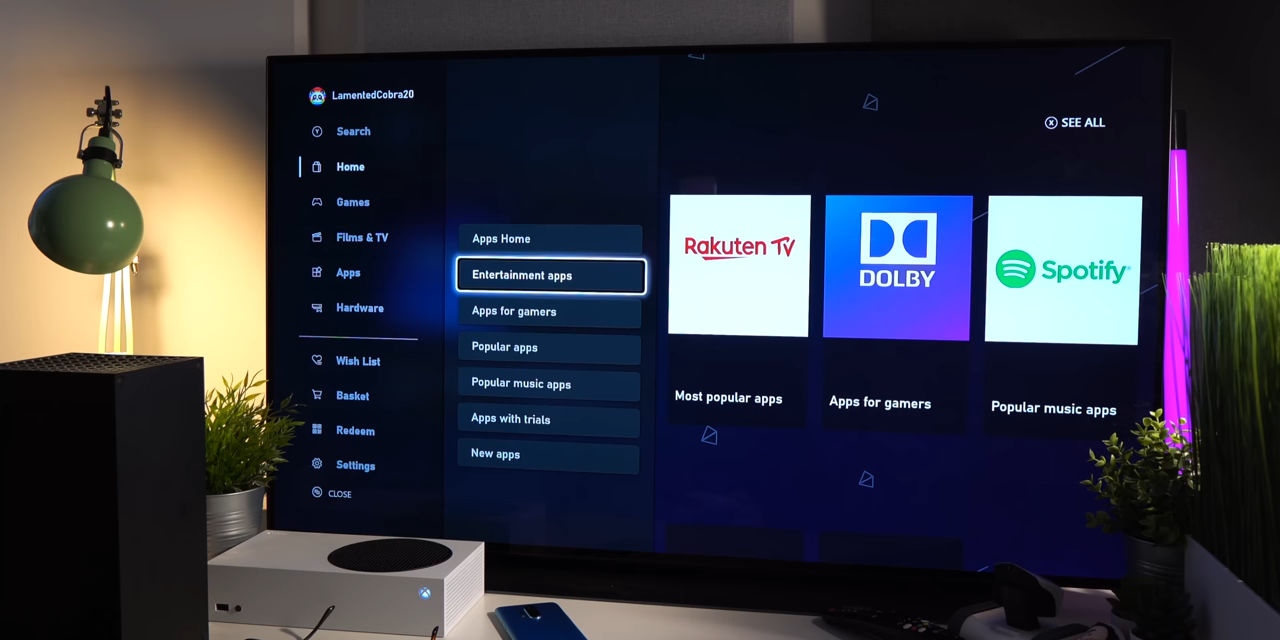 LamentedCobra20
Search
Home
Games
Films & TV
Apps
Hardware
Wish List
Basket
Redeem
Settings
CLOSE
Apps Home
Entertainment apps
Apps for gamers
Popular apps
Popular music apps
Apps with trials
New apps
SEE ALL
Rakuten TV
DOLBY
Spotify
Most popular apps
Apps for gamers
Popular music apps